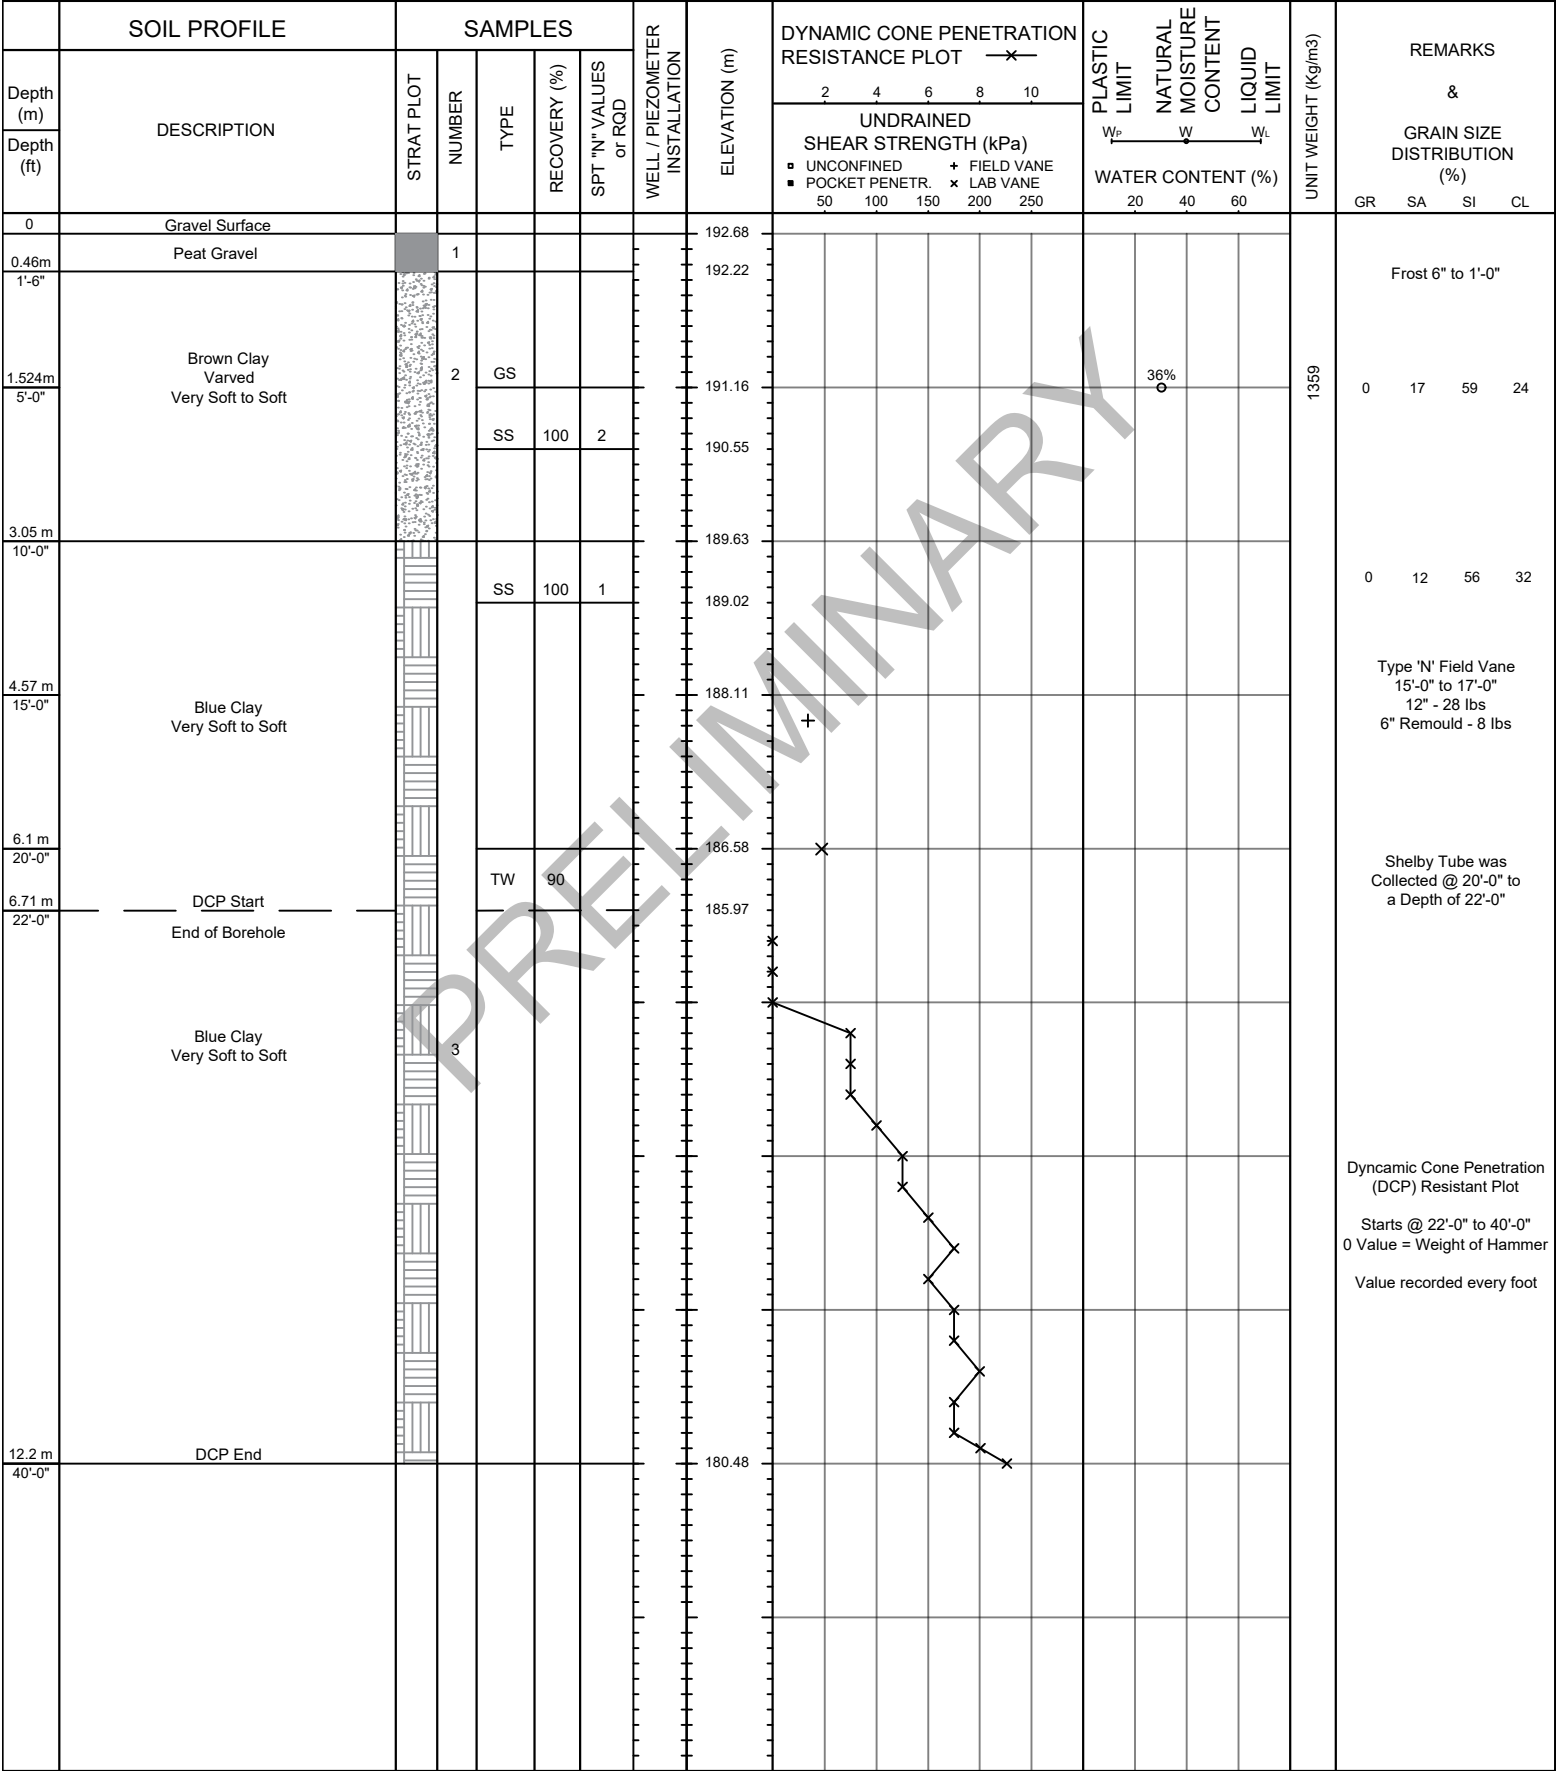 SOIL PROFILE
SAMPLES
Depth
(m)
Depth
(ft)
DESCRIPTION
STRAT PLOT
NUMBER
TYPE
RECOVERY (%)
SPT "N" VALUES
or RQD
WELL / PIEZOMETER
INSTALLATION
ELEVATION (m)
DYNAMIC CONE PENETRATION
RESISTANCE PLOT
2 4 6 8 10
UNDRAINED
SHEAR STRENGTH (kPa)
UNCONFINED + FIELD VANE
POCKET PENETR. × LAB VANE
50 100 150 200 250
PLASTIC
LIMIT
NATURAL
MOISTURE
CONTENT
LIQUID
LIMIT
WP W WL
WATER CONTENT (%)
20 40 60
UNIT WEIGHT (Kg/m3)
REMARKS
&
GRAIN SIZE
DISTRIBUTION
(%)
GR SA SI CL
0 Gravel Surface
192.68
Peat Gravel 1
0.46m
1'-6"
192.22
Frost 6" to 1'-0"
Brown Clay
Varved
Very Soft to Soft
2 GS
1.524m
5'-0"
191.16
36%
1359
0 17 59 24
SS 100 2
190.55
3.05 m
10'-0"
189.63
SS 100 1
189.02
0 12 56 32
4.57 m
15'-0"
188.11
Blue Clay
Very Soft to Soft
Type 'N' Field Vane
15'-0" to 17'-0"
12" - 28 lbs
6" Remould - 8 lbs
6.1 m
20'-0"
186.58
TW 90
Shelby Tube was
Collected @ 20'-0" to
a Depth of 22'-0"
DCP Start
6.71 m
22'-0"
185.97
End of Borehole
Blue Clay
Very Soft to Soft
3
Dyncamic Cone Penetration
(DCP) Resistant Plot
Starts @ 22'-0" to 40'-0"
0 Value = Weight of Hammer
Value recorded every foot
DCP End
12.2 m
40'-0"
180.48
PRELIMINARY